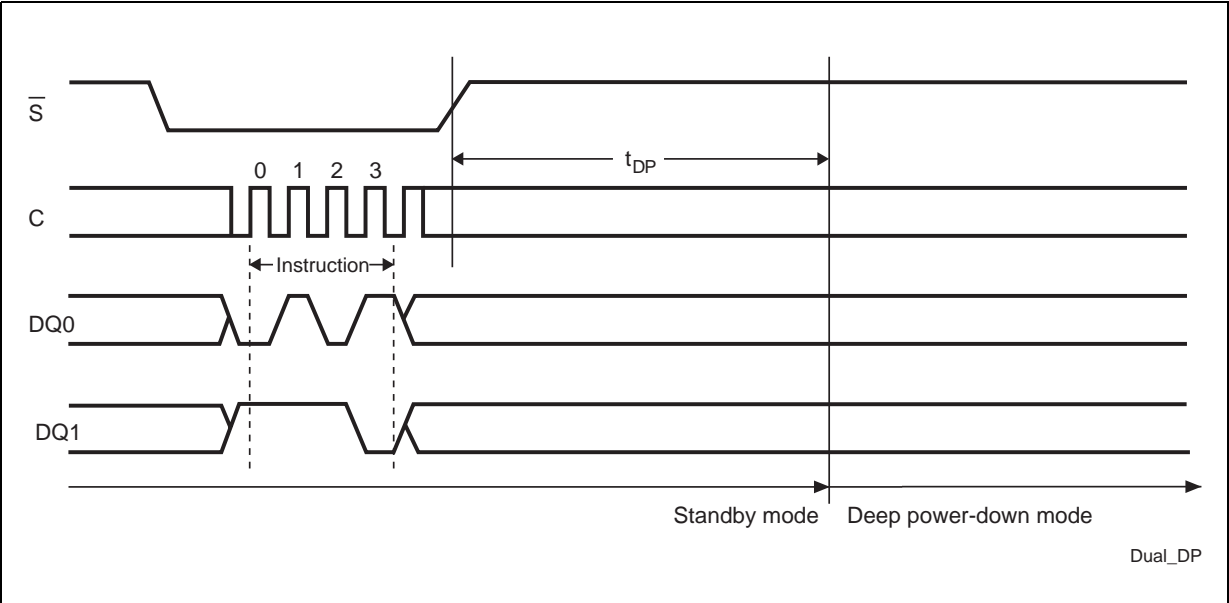 S̅
0 1 2 3
t_DP
C
Instruction
DQ0
DQ1
Standby mode Deep power-down mode
Dual_DP